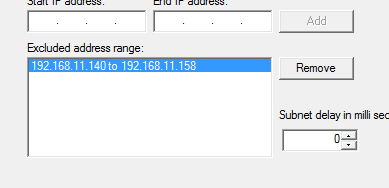 Start IP address:
End IP address:
. . .
. . .
Add
Excluded address range:
192.168.11.140 to 192.168.11.158
Remove
Subnet delay in milli sec
0